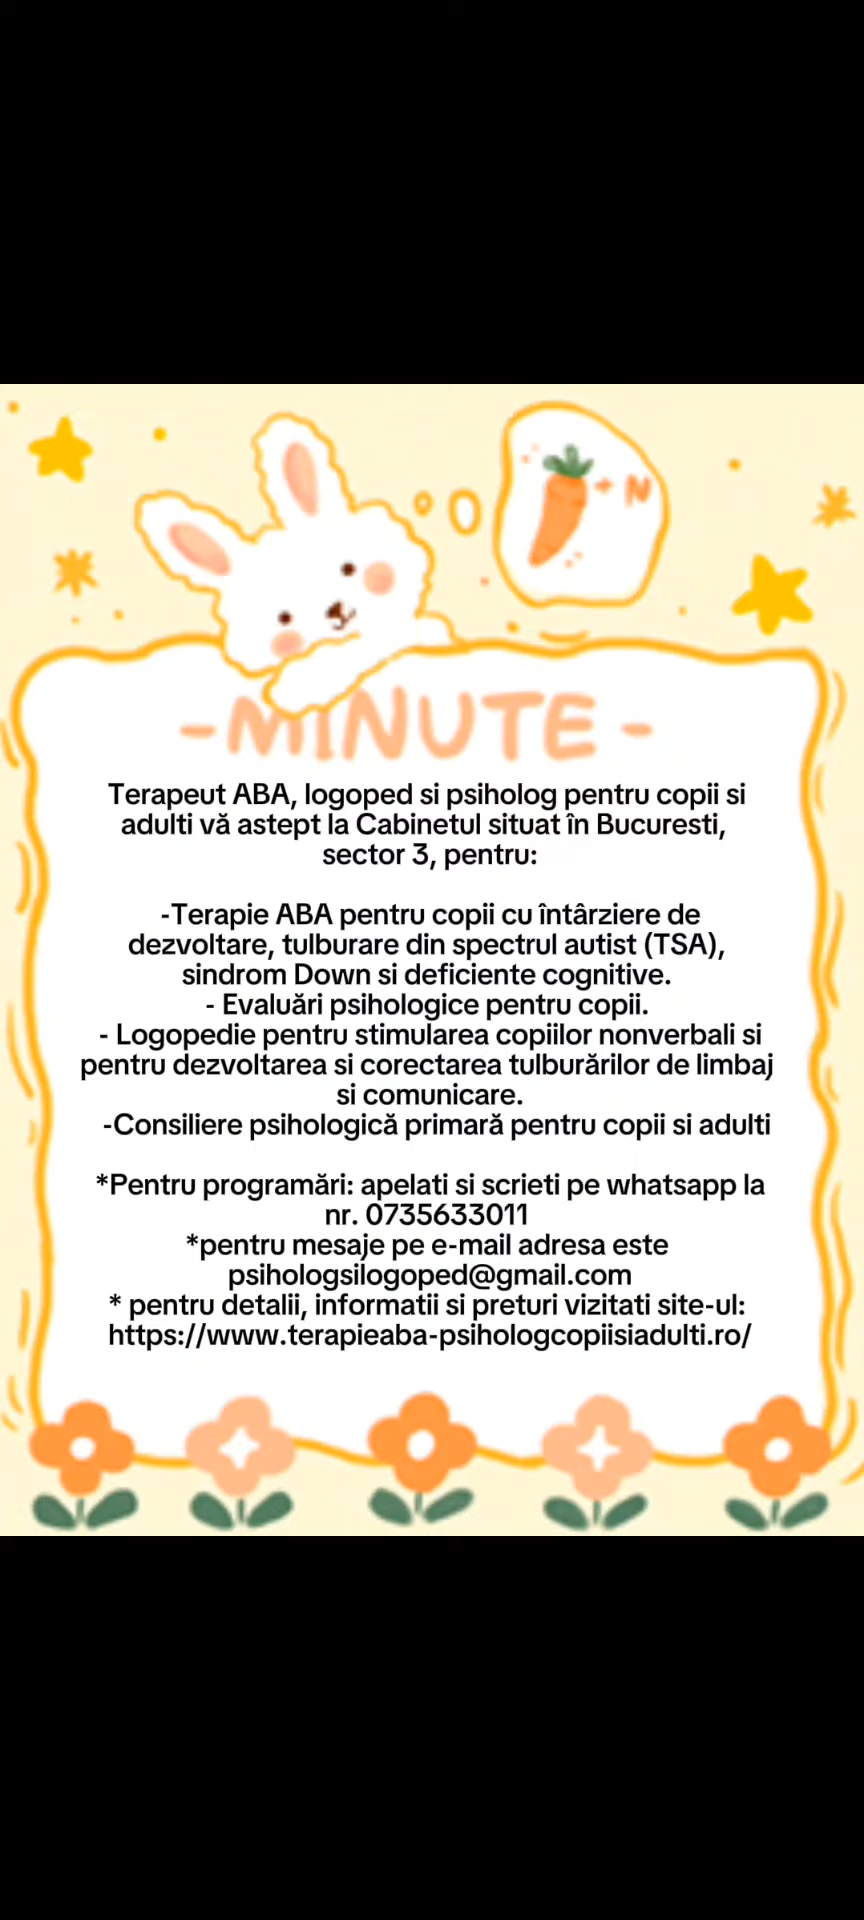 + N
-MINUTE -
Terapeut ABA, logoped si psiholog pentru copii si
adulti vă astept la Cabinetul situat în Bucuresti,
sector 3, pentru:
-Terapie ABA pentru copii cu întârziere de
dezvoltare, tulburare din spectrul autist (TSA),
sindrom Down si deficiente cognitive.
- Evaluări psihologice pentru copii.
- Logopedie pentru stimularea copiilor nonverbali si
pentru dezvoltarea si corectarea tulburărilor de limbaj
si comunicare.
-Consiliere psihologică primară pentru copii si adulti
*Pentru programări: apelati si scrieti pe whatsapp la
nr. 0735633011
*pentru mesaje pe e-mail adresa este
psihologsilogoped@gmail.com
* pentru detalii, informatii si preturi vizitati site-ul:
https://www.terapieaba-psihologcopiisiadulti.ro/